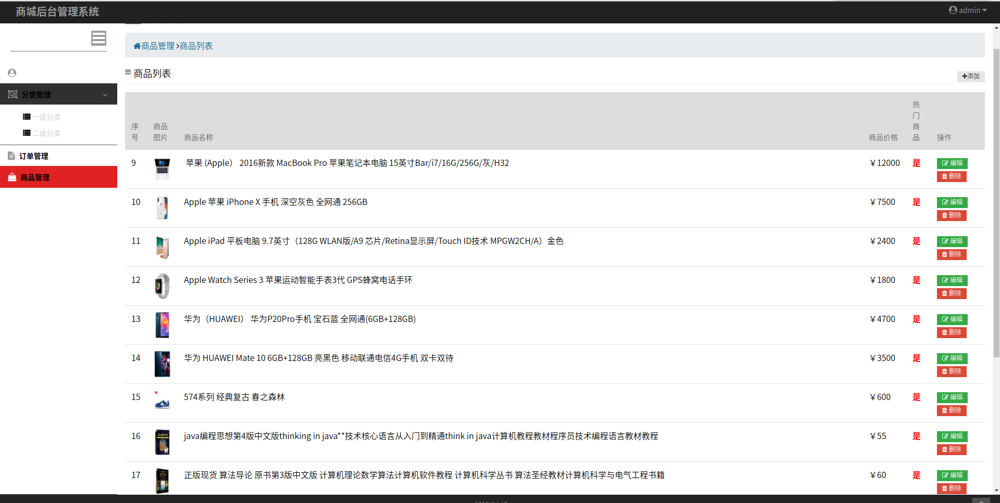 商城后台管理系统
admin
商品管理 > 商品列表
商品列表
添加
分类管理
一级分类
二级分类
订单管理
商品管理
序号 商品图片 商品名称 商品价格 热门商品 操作
9 苹果 (Apple） 2016新款 MacBook Pro 苹果笔记本电脑 15英寸Bar/i7/16G/256G/灰/H32 ￥12000 是 编辑
删除
10 Apple 苹果 iPhone X 手机 深空灰色 全网通 256GB ￥7500 是 编辑
删除
11 Apple iPad 平板电脑 9.7英寸（128G WLAN版/A9 芯片/Retina显示屏/Touch ID技术 MPGW2CH/A）金色 ￥2400 是 编辑
删除
12 Apple Watch Series 3 苹果运动智能手表3代 GPS蜂窝电话手环 ￥1800 是 编辑
删除
13 华为（HUAWEI） 华为P20Pro手机 宝石蓝 全网通(6GB+128GB) ￥4700 是 编辑
删除
14 华为 HUAWEI Mate 10 6GB+128GB 亮黑色 移动联通电信4G手机 双卡双待 ￥3500 是 编辑
删除
15 574系列 经典复古 春之森林 ￥600 是 编辑
删除
16 java编程思想第4版中文版thinking in java**技术核心语言从入门到精通think in java计算机教程教材程序员技术编程语言教材教程 ￥55 是 编辑
删除
17 正版现货 算法导论 原书第3版中文版 计算机理论数学算法计算机软件教程 计算机科学丛书 算法圣经教材计算机科学与电气工程书籍 ￥60 是 编辑
删除